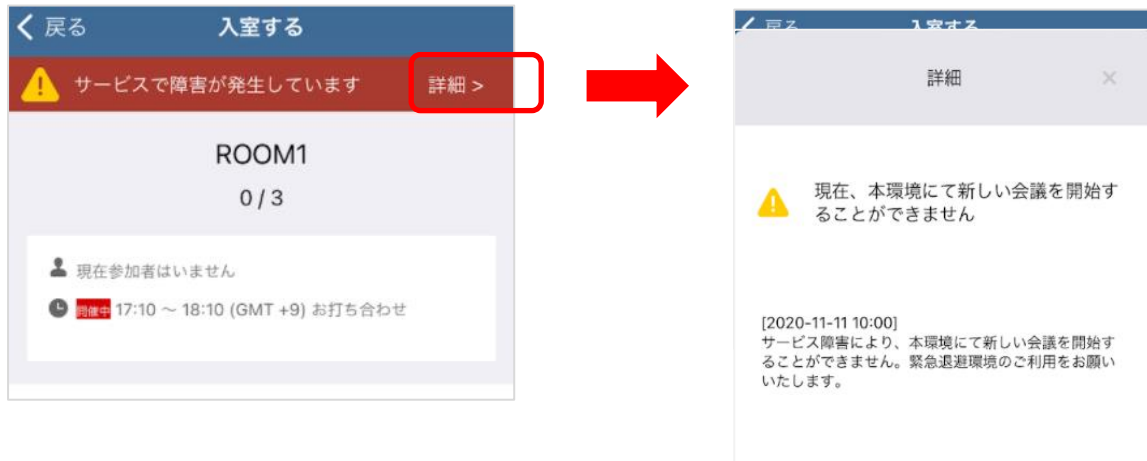 戻る
入室する
サービスで障害が発生しています
詳細 >
ROOM1
0 / 3
現在参加者はいません
開催中 17:10 ～ 18:10 (GMT +9) お打ち合わせ
戻る
入室する
詳細
×
現在、本環境にて新しい会議を開始す
ることができません
[2020-11-11 10:00]
サービス障害により、本環境にて新しい会議を開始す
ることができません。緊急退避環境のご利用をお願い
いたします。